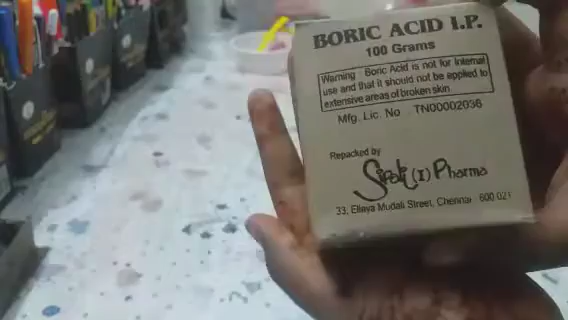 BORIC ACID I.P.
100 Grams
Warning : Boric Acid is not for Internal
use and that it should not be applied to
extensive areas of broken skin
Mfg. Lic. No TN00002036
Repacked by
(I) Pharma
33, Ellaya Mudali Street, Chennai 600 021